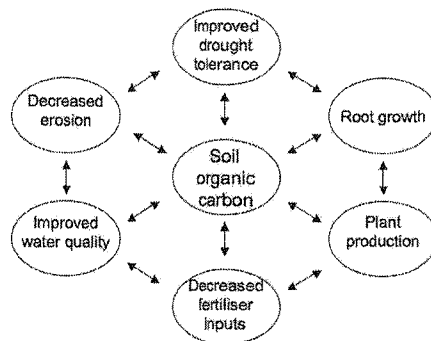 Improved
drought
tolerance
Decreased
erosion
Root growth
Soil
organic
carbon
Improved
water quality
Plant
production
Decreased
fertiliser
inputs